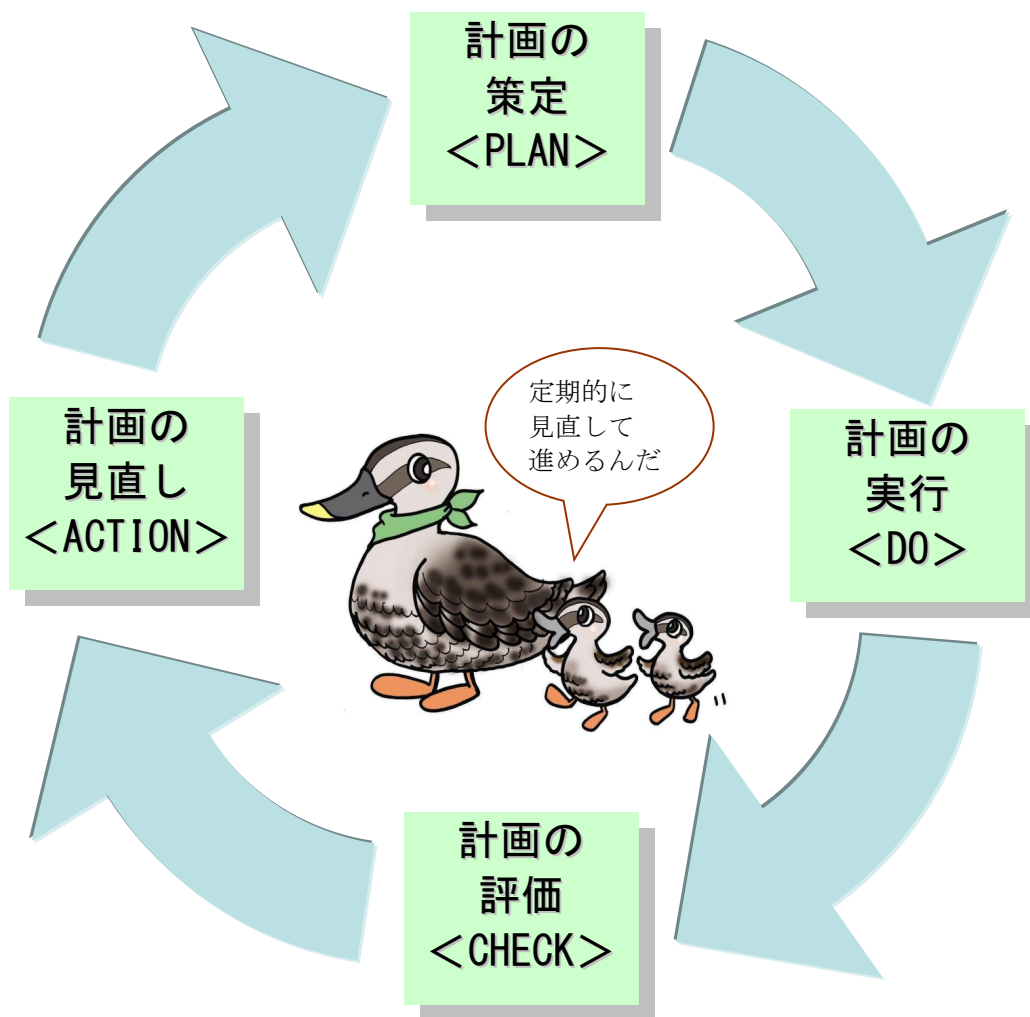 計画の
策定
＜PLAN＞
計画の
実行
＜DO＞
計画の
評価
＜CHECK＞
計画の
見直し
＜ACTION＞
定期的に
見直して
進めるんだ